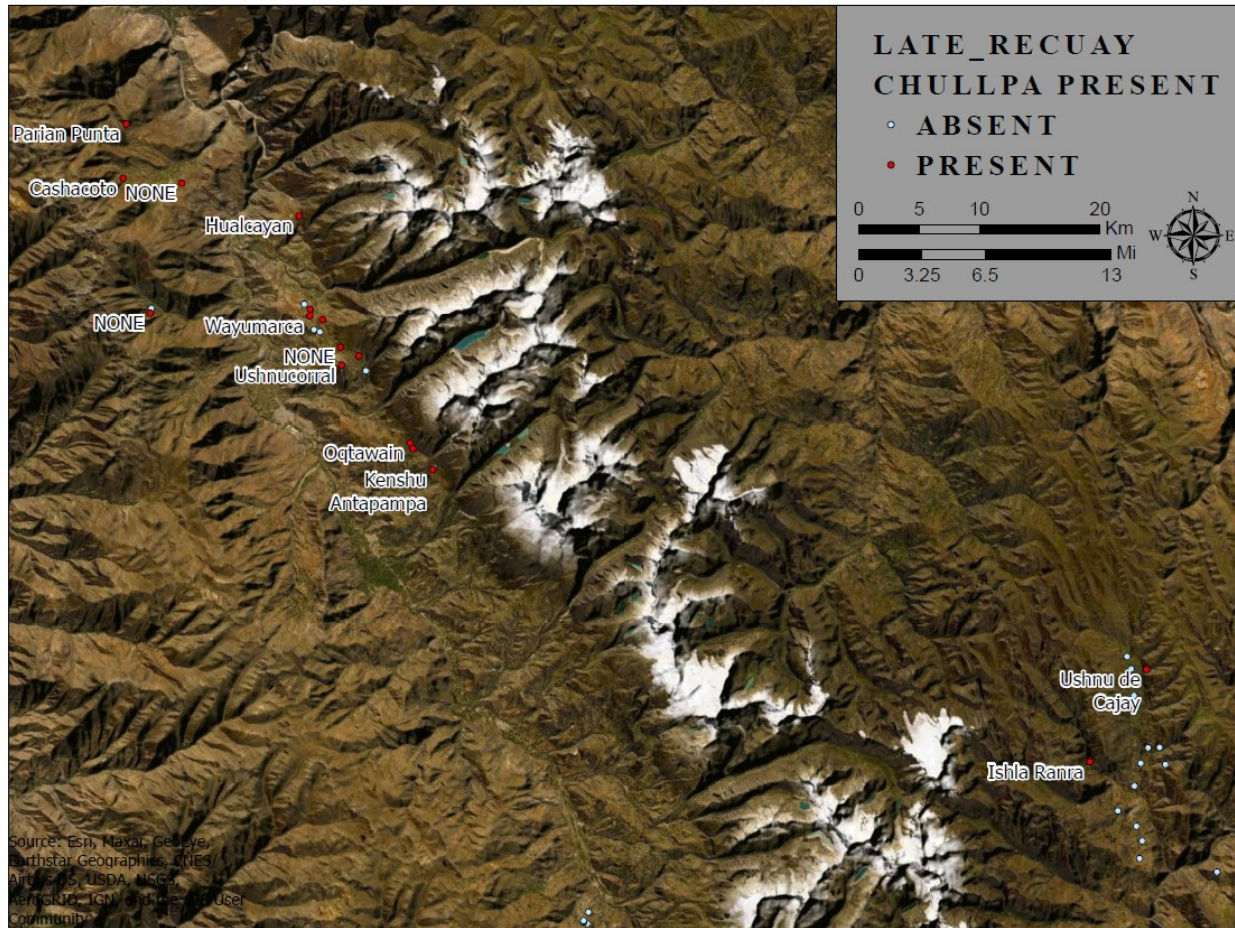 LATE_RECUAY
CHULLPA PRESENT
ABSENT
PRESENT
0 5 10 20
Km
Mi
0 3.25 6.5 13
N
W E
S
Parian Punta
Cashacoto
NONE
Hualcayan
NONE
Wayumarca
NONE
Ushnucorral
Oqtawain
Kenshu
Antapampa
Ushnu de
Cajay
Ishla Ranra
Source: Esri, Maxar, GeoEye,
Earthstar Geographics, CNES/
Airbus DS, USDA, USGS,
AeroGRID, IGN, and the GIS User
Community